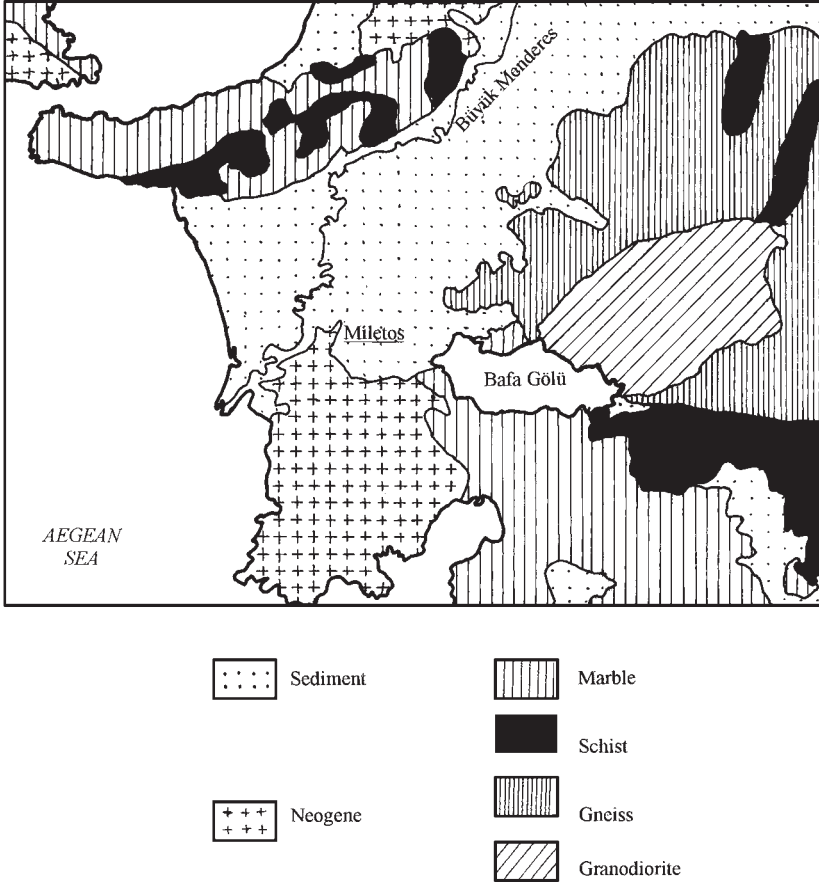 Büyük Menderes
Miletos
Bafa Gölü
AEGEAN
SEA
Sediment
Marble
Schist
Neogene
Gneiss
Granodiorite